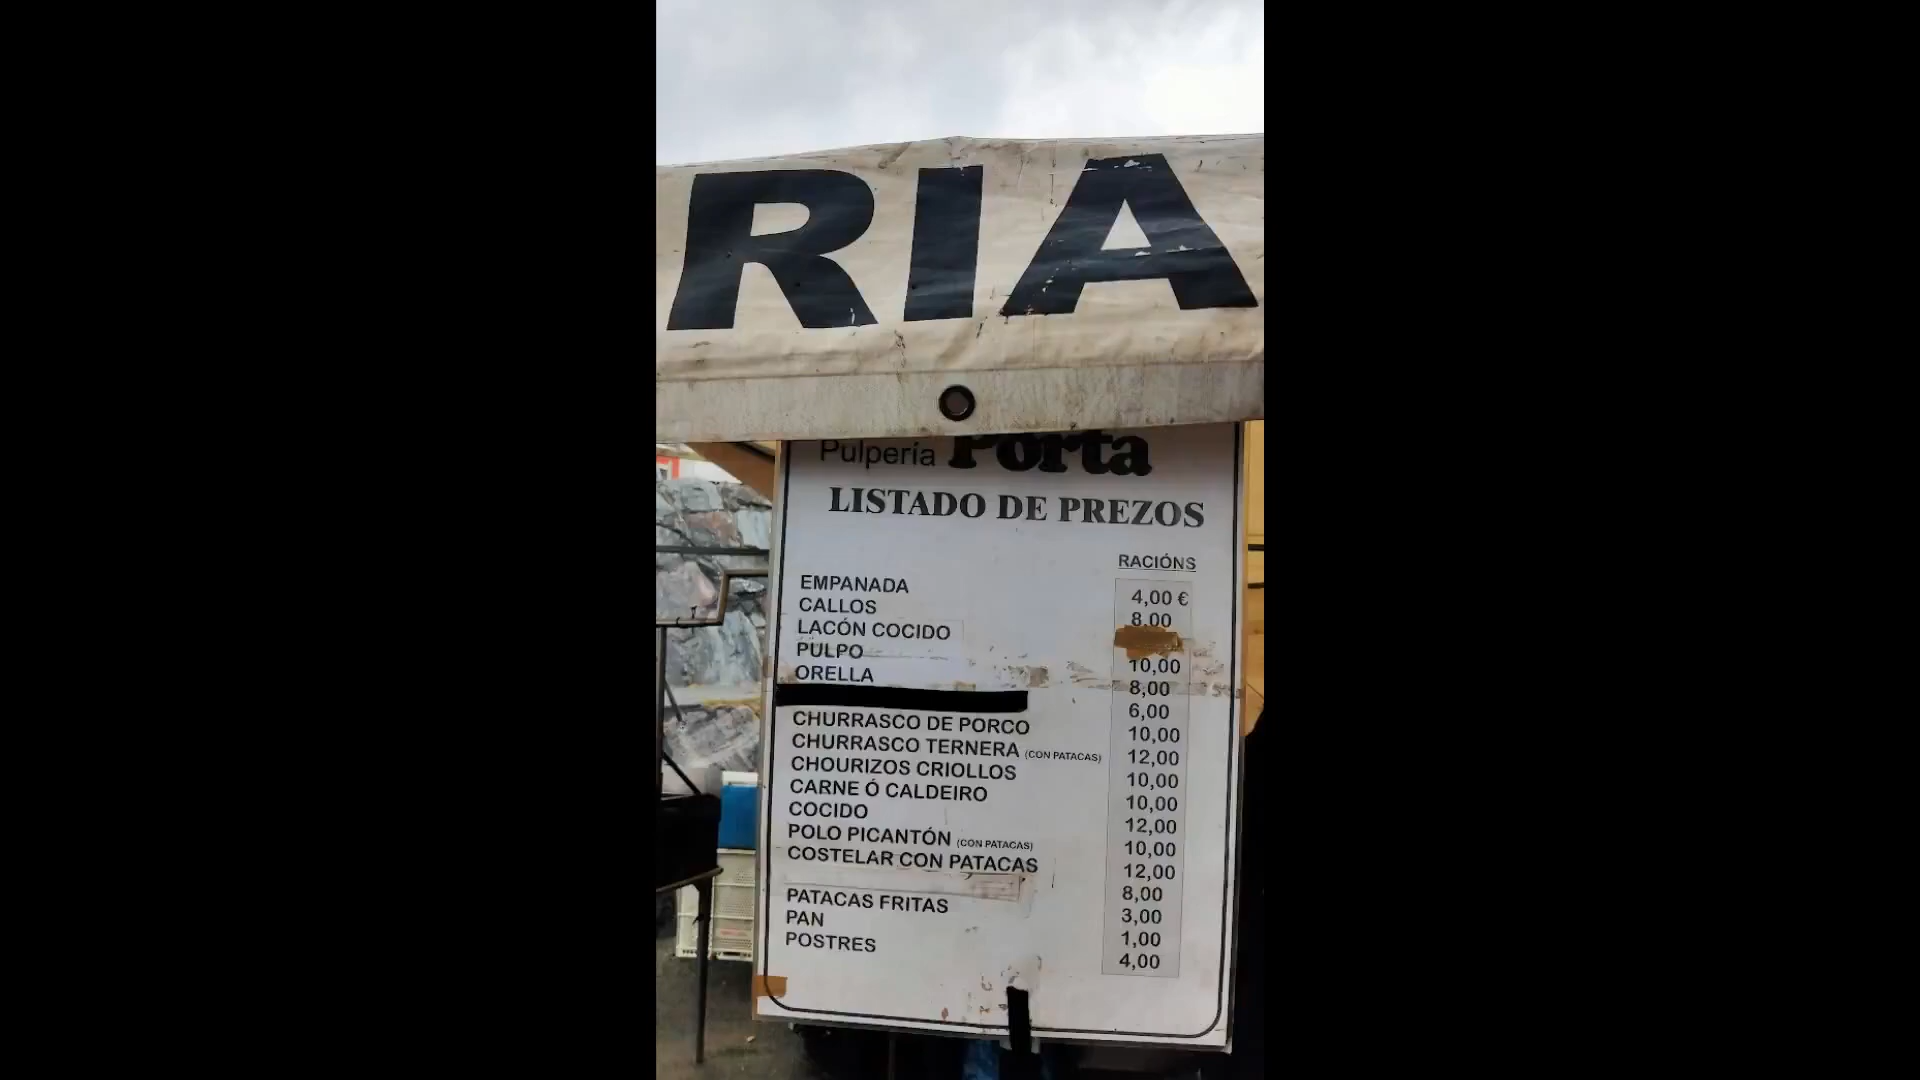 RIA
Pulpería Porta
LISTADO DE PREZOS
RACIÓNS
EMPANADA 4,00 €
CALLOS 8,00
LACÓN COCIDO
PULPO 10,00
ORELLA 8,00
6,00
CHURRASCO DE PORCO 10,00
CHURRASCO TERNERA (CON PATACAS) 12,00
CHOURIZOS CRIOLLOS 10,00
CARNE Ó CALDEIRO 10,00
COCIDO 12,00
POLO PICANTÓN (CON PATACAS) 10,00
COSTELAR CON PATACAS 12,00
8,00
PATACAS FRITAS 3,00
PAN 1,00
POSTRES 4,00